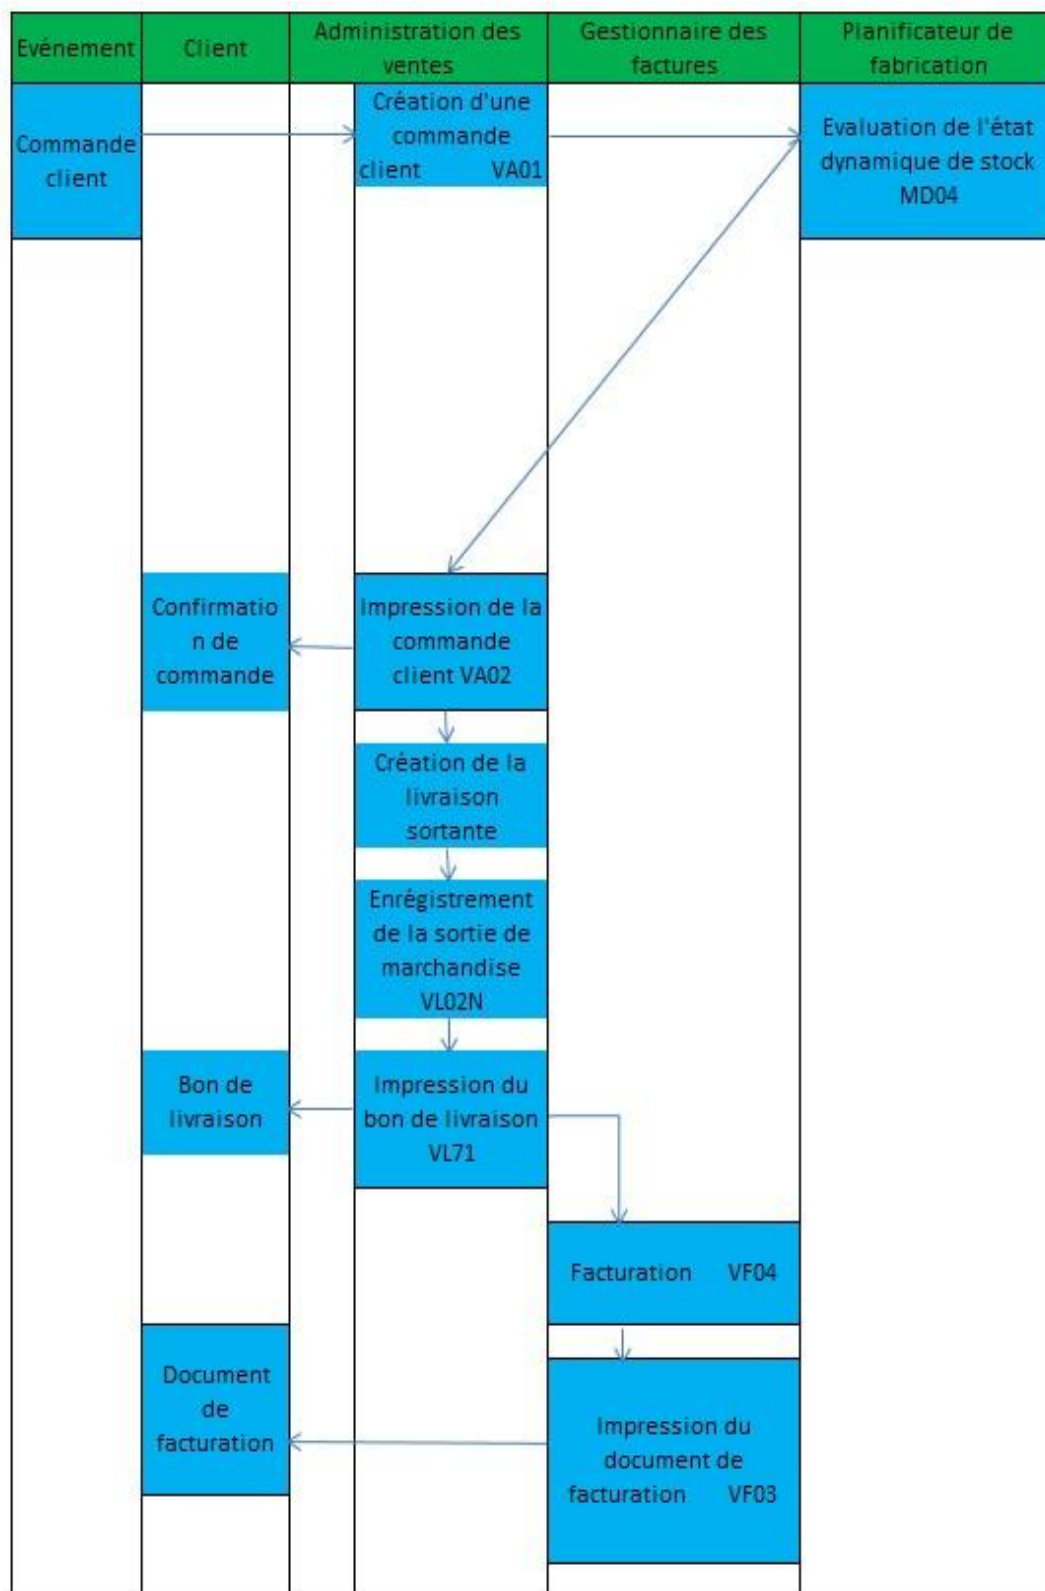 Evénement
Client
Administration des
ventes
Gestionnaire des
factures
Planificateur de
fabrication
Commande
client
Création d'une
commande
client VA01
Evaluation de l'état
dynamique de stock
MD04
Confirmatio
n de
commande
Impression de la
commande
client VA02
Création de la
livraison
sortante
Enrégistrement
de la sortie de
marchandise
VL02N
Bon de
livraison
Impression du
bon de livraison
VL71
Facturation VF04
Document
de
facturation
Impression du
document de
facturation VF03